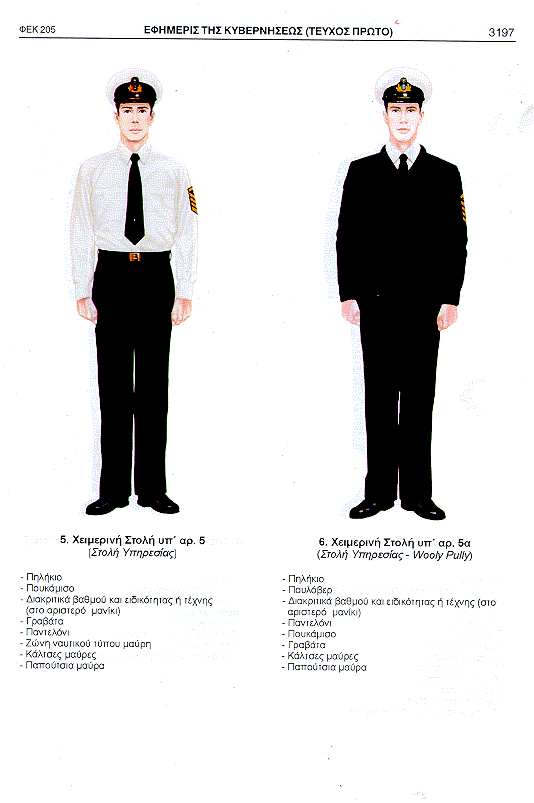 ΦΕΚ 205 ΕΦΗΜΕΡΙΣ ΤΗΣ ΚΥΒΕΡΝΗΣΕΩΣ (ΤΕΥΧΟΣ ΠΡΩΤΟ) 3197
5. Χειμερινή Στολή υπ΄ αρ. 5
(Στολή Υπηρεσίας)
- Πηλήκιο
- Πουκάμισο
- Διακριτικά βαθμού και ειδικότητας ή τέχνης
(στο αριστερό μανίκι)
- Γραβάτα
- Παντελόνι
- Ζώνη ναυτικού τύπου μαύρη
- Κάλτσες μαύρες
- Παπούτσια μαύρα
6. Χειμερινή Στολή υπ΄ αρ. 5α
(Στολή Υπηρεσίας - Wooly Pully)
- Πηλήκιο
- Πουλόβερ
- Διακριτικά βαθμού και ειδικότητας ή τέχνης (στο
αριστερό μανίκι)
- Παντελόνι
- Πουκάμισο
- Γραβάτα
- Κάλτσες μαύρες
- Παπούτσια μαύρα